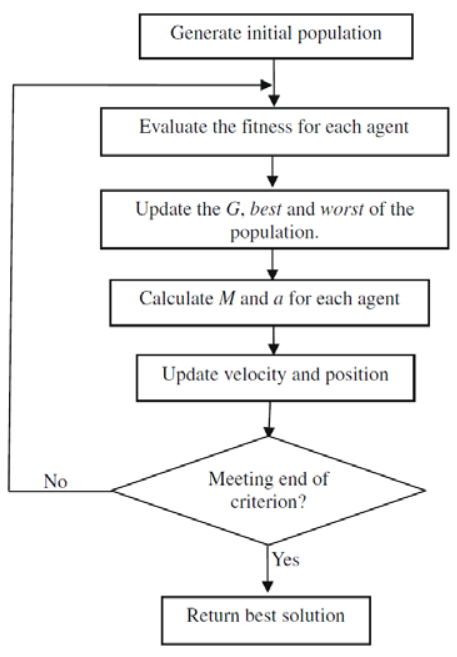 Generate initial population
Evaluate the fitness for each agent
Update the G, best and worst of the
population.
Calculate M and a for each agent
Update velocity and position
Meeting end of
criterion?
No
Yes
Return best solution